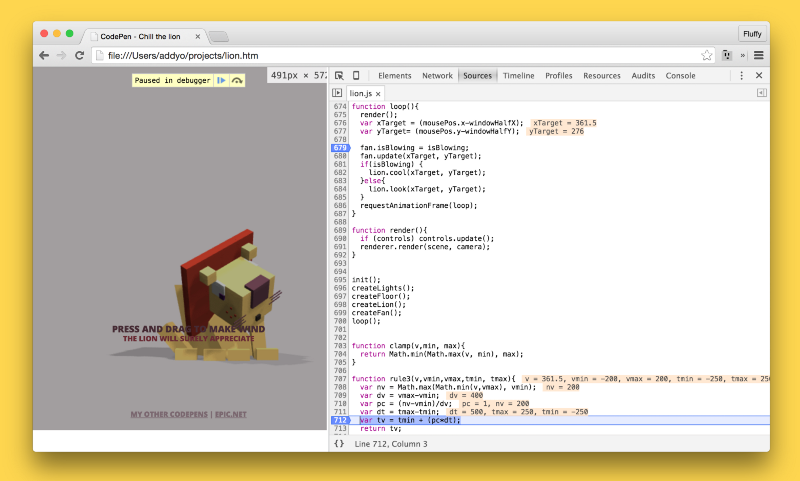 CodePen - Chill the lion
Fluffy
file:///Users/addyo/projects/lion.htm
Paused in debugger
491px × 572
Elements Network Sources Timeline Profiles Resources Audits Console
lion.js
674 function loop(){
675 render();
676 var xTarget = (mousePos.x-windowHalfX); xTarget = 361.5
677 var yTarget= (mousePos.y-windowHalfY); yTarget = 276
678
679 fan.isBlowing = isBlowing;
680 fan.update(xTarget, yTarget);
681 if(isBlowing) {
682 lion.cool(xTarget, yTarget);
683 }else{
684 lion.look(xTarget, yTarget);
685 }
686 requestAnimationFrame(loop);
687 }
688
689 function render(){
690 if (controls) controls.update();
691 renderer.render(scene, camera);
692 }
693
694
695 init();
696 createLights();
697 createFloor();
698 createLion();
699 createFan();
700 loop();
701
702
703 function clamp(v,min, max){
704 return Math.min(Math.max(v, min), max);
705 }
706
707 function rule3(v,vmin,vmax,tmin, tmax){ v = 361.5, vmin = -200, vmax = 200, tmin = -250, tmax = 250
708 var nv = Math.max(Math.min(v,vmax), vmin); nv = 200
709 var dv = vmax-vmin; dv = 400
710 var pc = (nv-vmin)/dv; pc = 1, nv = 200
711 var dt = tmax-tmin; dt = 500, tmax = 250, tmin = -250
712 var tv = tmin + (pc*dt);
713 return tv;
{} Line 712, Column 3
PRESS AND DRAG TO MAKE WIND
THE LION WILL SURELY APPRECIATE
MY OTHER CODEPENS | EPIC.NET